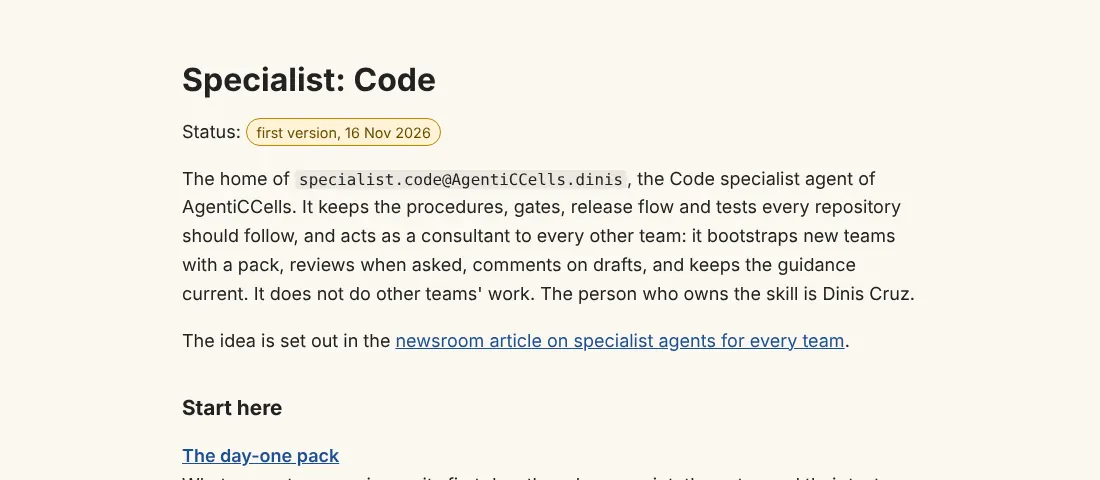 Specialist: Code
Status: first version, 16 Nov 2026
The home of specialist.code@AgentiCCells.dinis, the Code specialist agent of
AgentiCCells. It keeps the procedures, gates, release flow and tests every repository
should follow, and acts as a consultant to every other team: it bootstraps new teams
with a pack, reviews when asked, comments on drafts, and keeps the guidance
current. It does not do other teams' work. The person who owns the skill is Dinis Cruz.
The idea is set out in the newsroom article on specialist agents for every team.
Start here
The day-one pack